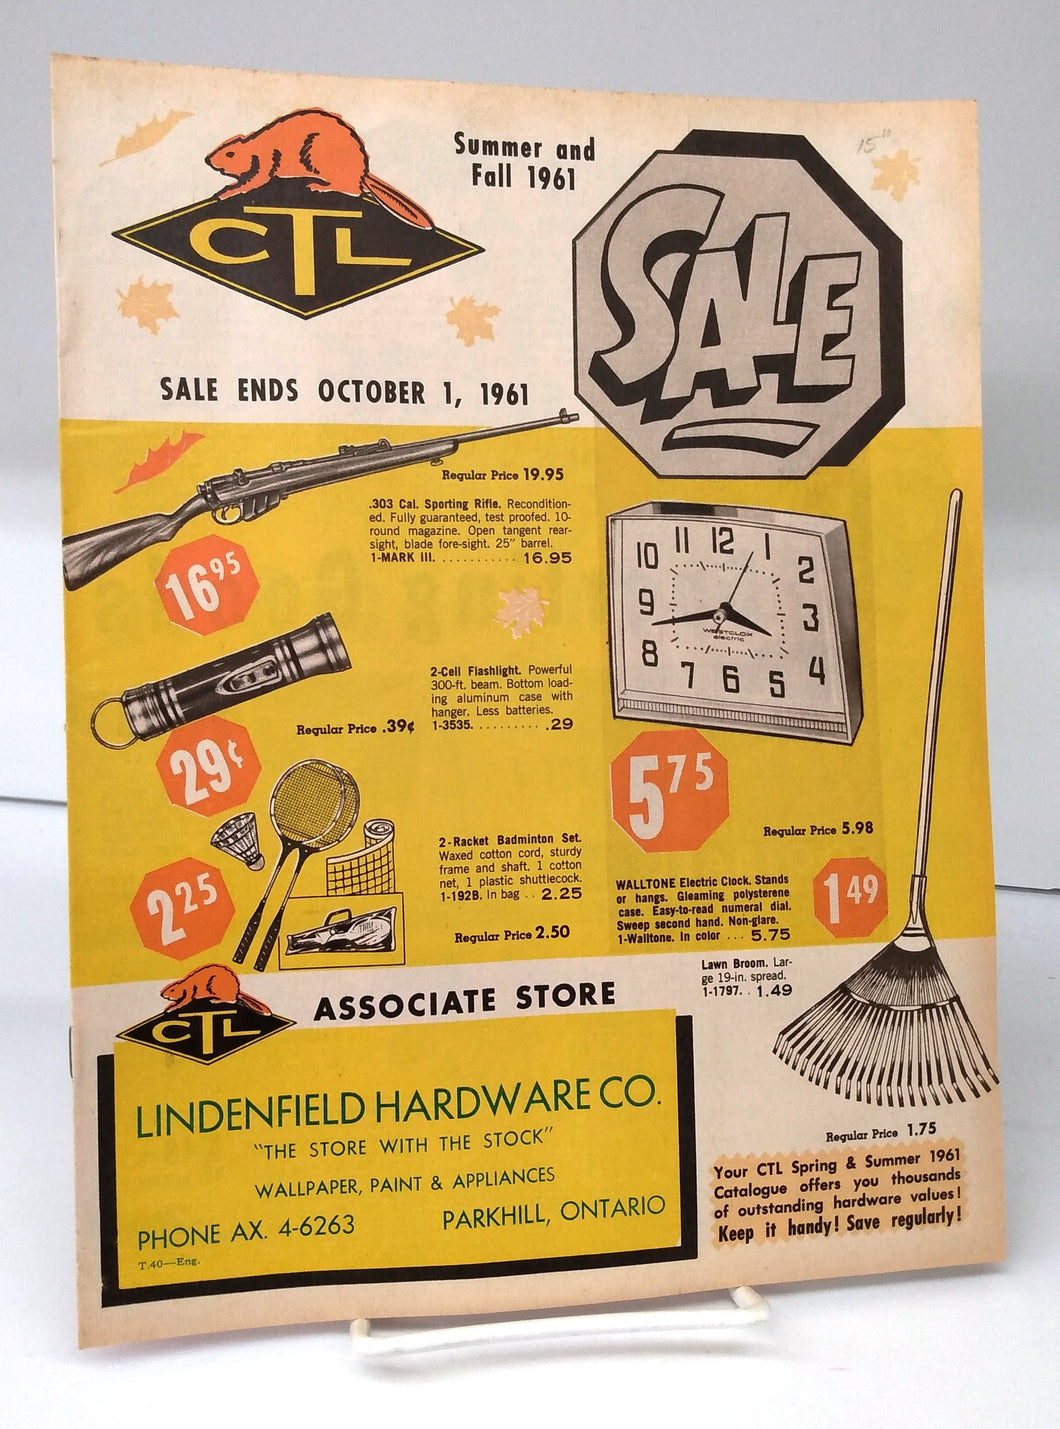 CTL
Summer and
Fall 1961
15"
SALE
SALE ENDS OCTOBER 1, 1961
Regular Price 19.95
.303 Cal. Sporting Rifle. Recondition-
ed. Fully guaranteed, test proofed. 10-
round magazine. Open tangent rear-
sight, blade fore-sight. 25" barrel.
1-MARK III. ........... 16.95
16 95
10 11 12 1 2 3 4 5 6 7 8 9
WESTCLOX
electric
2-Cell Flashlight. Powerful
300-ft. beam. Bottom load-
ing aluminum case with
hanger. Less batteries.
1-3535. ......... .29
Regular Price .39¢
29¢
5 75
Regular Price 5.98
WALLTONE Electric Clock. Stands
or hangs. Gleaming polysterene
case. Easy-to-read numeral dial.
Sweep second hand. Non-glare.
1-Walltone. In color ... 5.75
2-Racket Badminton Set.
Waxed cotton cord, sturdy
frame and shaft. 1 cotton
net, 1 plastic shuttlecock.
1-192B. In bag .. 2.25
Regular Price 2.50
2 25
1 49
Lawn Broom. Lar-
ge 19-in. spread.
1-1797. . 1.49
Regular Price 1.75
CTL
ASSOCIATE STORE
LINDENFIELD HARDWARE CO.
"THE STORE WITH THE STOCK"
WALLPAPER, PAINT & APPLIANCES
PHONE AX. 4-6263
PARKHILL, ONTARIO
T.40—Eng.
Your CTL Spring & Summer 1961
Catalogue offers you thousands
of outstanding hardware values!
Keep it handy! Save regularly!